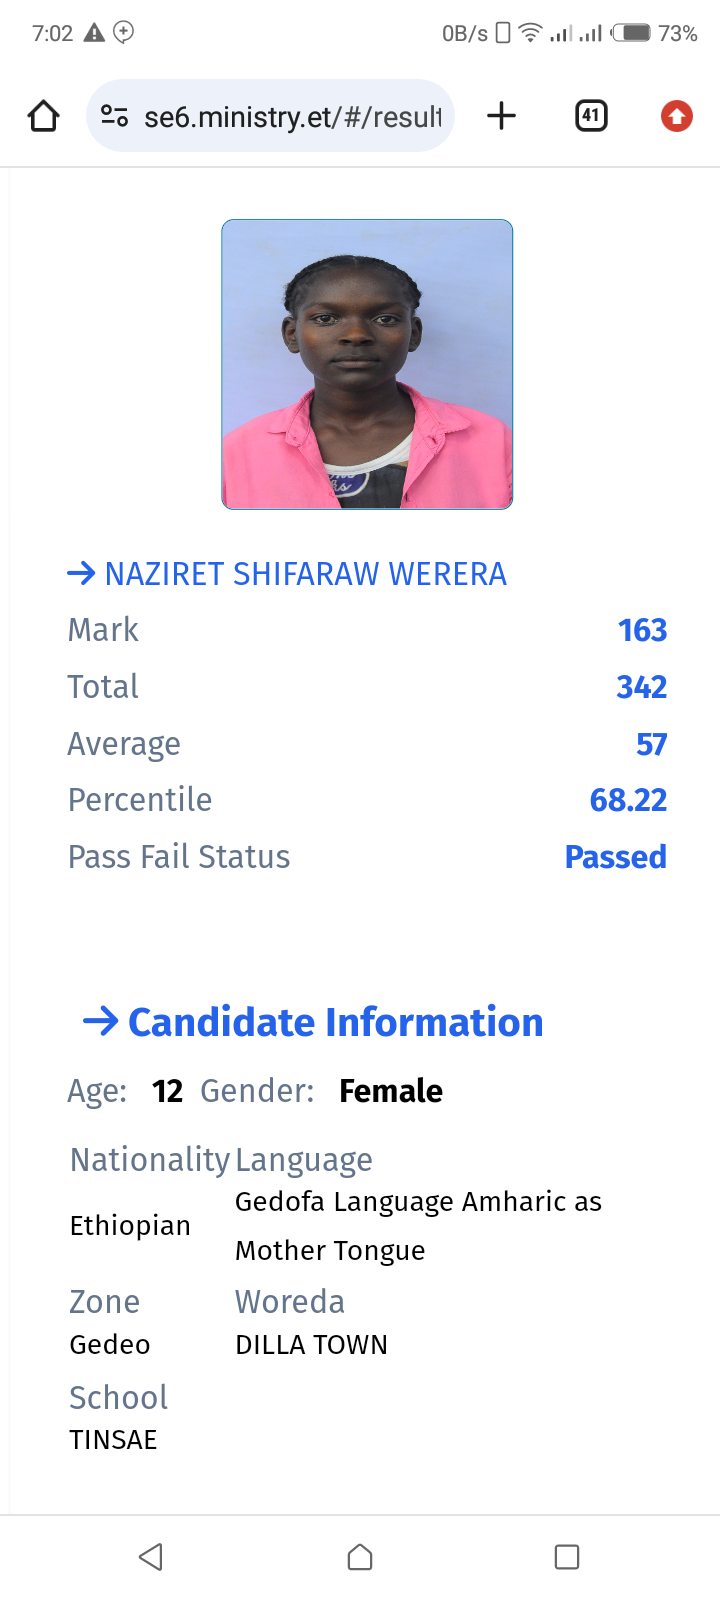 7:02 0B/s 73%
se6.ministry.et/#/result 41
NAZIRET SHIFARAW WERERA
Mark 163
Total 342
Average 57
Percentile 68.22
Pass Fail Status Passed
Candidate Information
Age: 12 Gender: Female
Nationality Language
Ethiopian Gedofa Language Amharic as
Mother Tongue
Zone Woreda
Gedeo DILLA TOWN
School
TINSAE